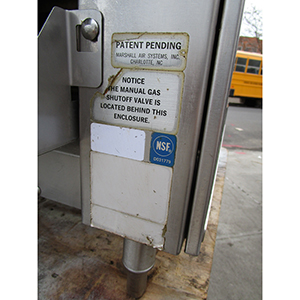 PATENT PENDING
MARSHALL AIR SYSTEMS, INC.
CHARLOTTE, NC
NOTICE
THE MANUAL GAS
SHUTOFF VALVE IS
LOCATED BEHIND THIS
ENCLOSURE.
NSF.